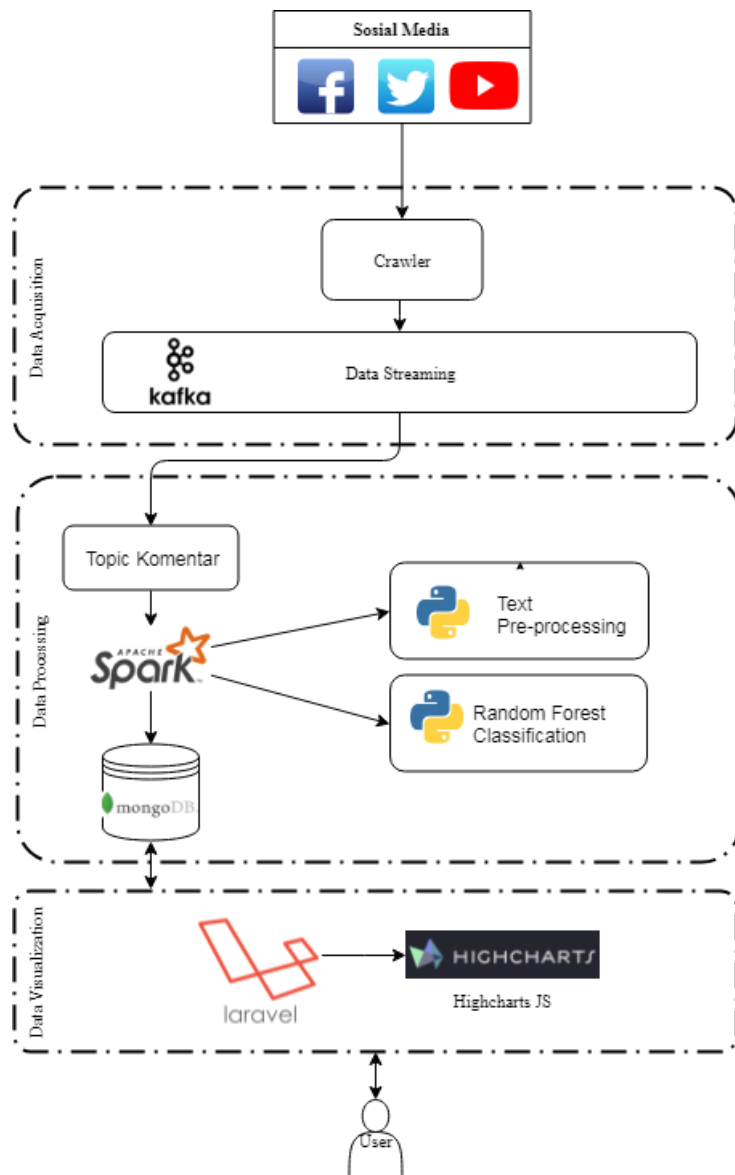 Sosial Media
Data Acquisition
Crawler
kafka
Data Streaming
Data Processing
Topic Komentar
APACHE
Spark
TM
Text
Pre-processing
Random Forest
Classification
mongoDB
Data Visualization
laravel
HIGHCHARTS
Highcharts JS
User